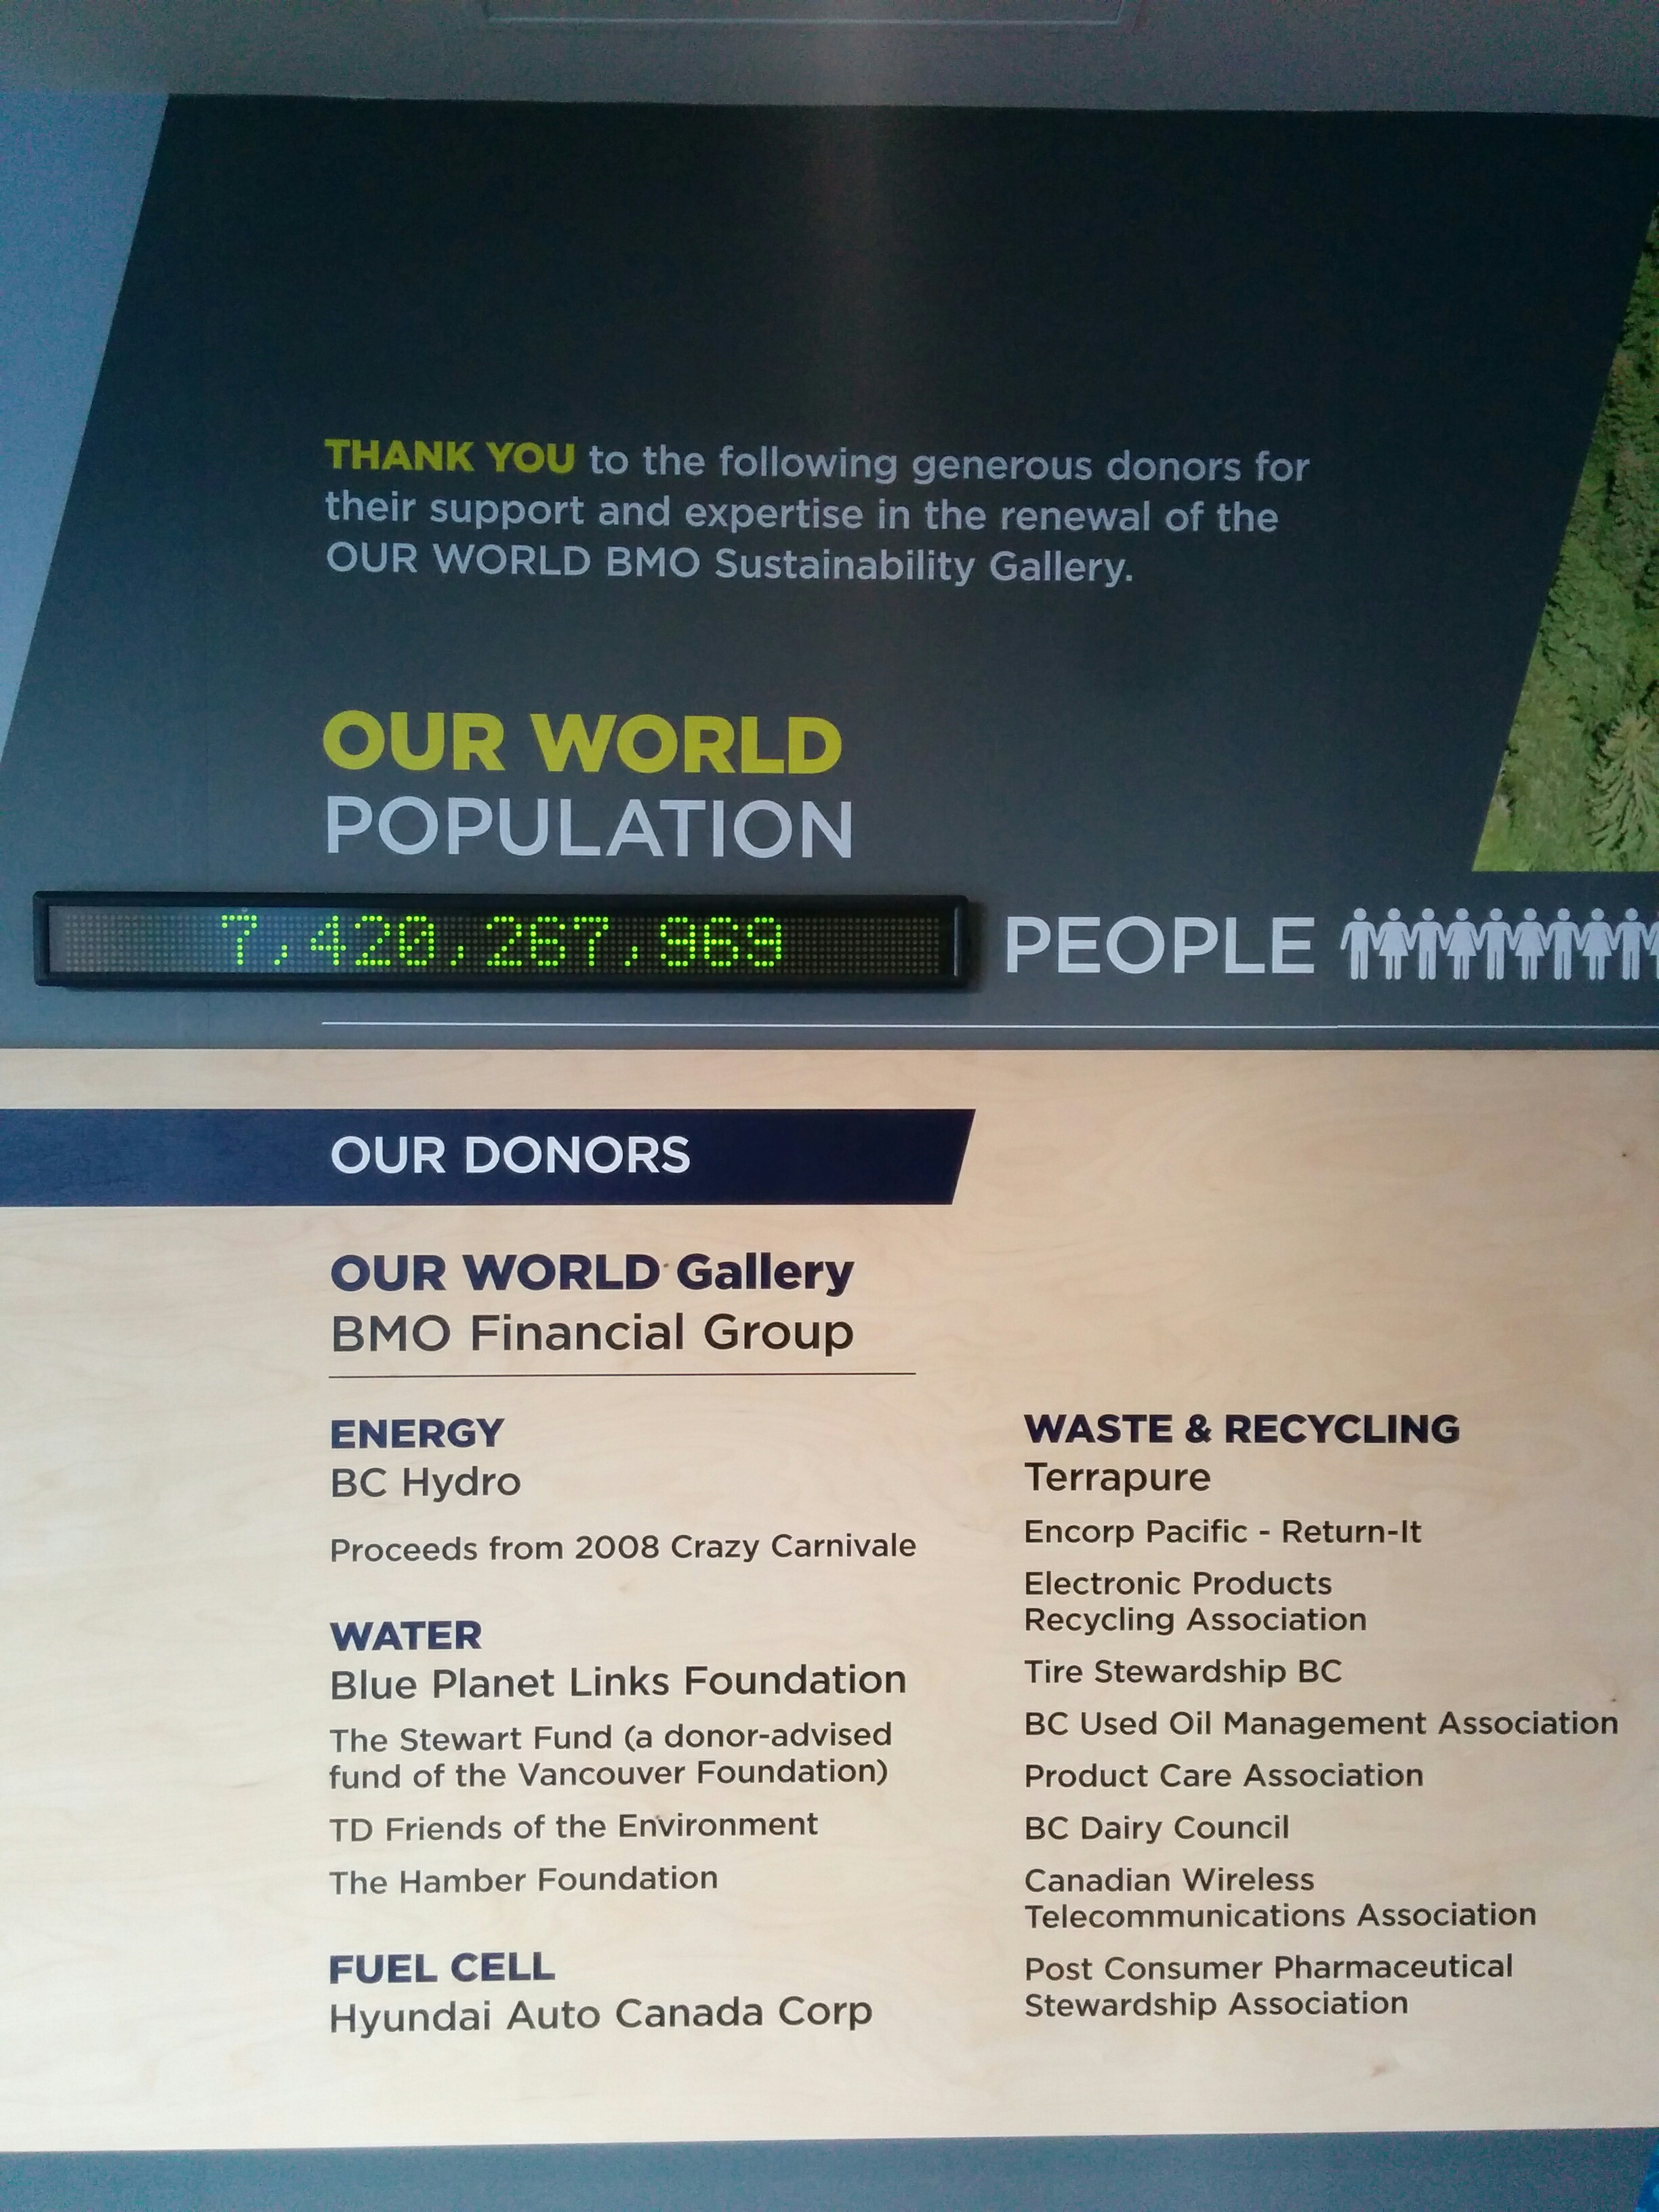 THANK YOU to the following generous donors for
their support and expertise in the renewal of the
OUR WORLD BMO Sustainability Gallery.
OUR WORLD
POPULATION
7,420,267,969 PEOPLE
OUR DONORS
OUR WORLD Gallery
BMO Financial Group
ENERGY
BC Hydro
Proceeds from 2008 Crazy Carnivale
WATER
Blue Planet Links Foundation
The Stewart Fund (a donor-advised
fund of the Vancouver Foundation)
TD Friends of the Environment
The Hamber Foundation
FUEL CELL
Hyundai Auto Canada Corp
WASTE & RECYCLING
Terrapure
Encorp Pacific - Return-It
Electronic Products
Recycling Association
Tire Stewardship BC
BC Used Oil Management Association
Product Care Association
BC Dairy Council
Canadian Wireless
Telecommunications Association
Post Consumer Pharmaceutical
Stewardship Association